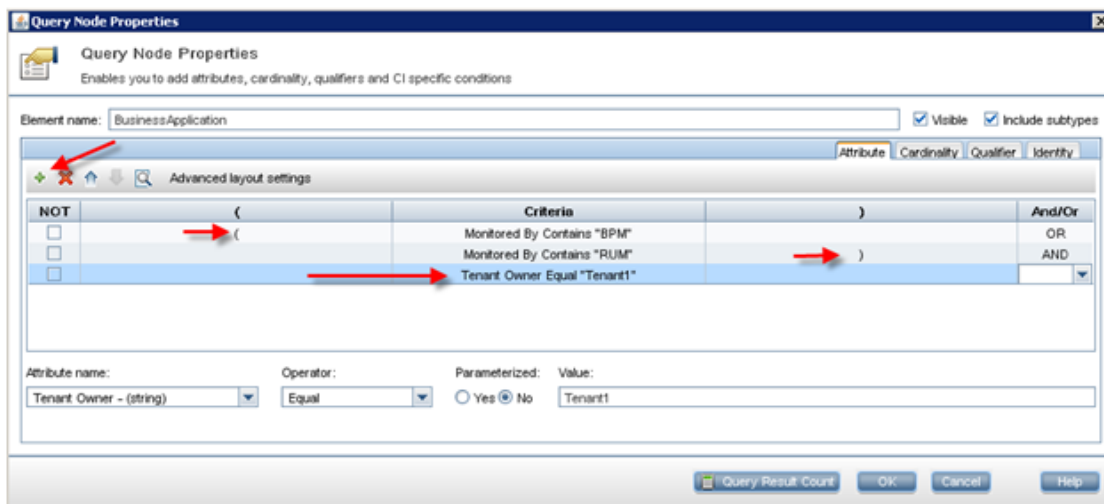 Query Node Properties
Query Node Properties
Enables you to add attributes, cardinality, qualifiers and CI specific conditions
Element name: BusinessApplication Visible Include subtypes
Attribute Cardinality Qualifier Identity
Advanced layout settings
NOT ( Criteria ) And/Or
( Monitored By Contains "BPM" OR
Monitored By Contains "RUM" ) AND
Tenant Owner Equal "Tenant1"
Attribute name: Operator: Parameterized: Value:
Tenant Owner - (string) Equal Yes No Tenant1
Query Result Count OK Cancel Help